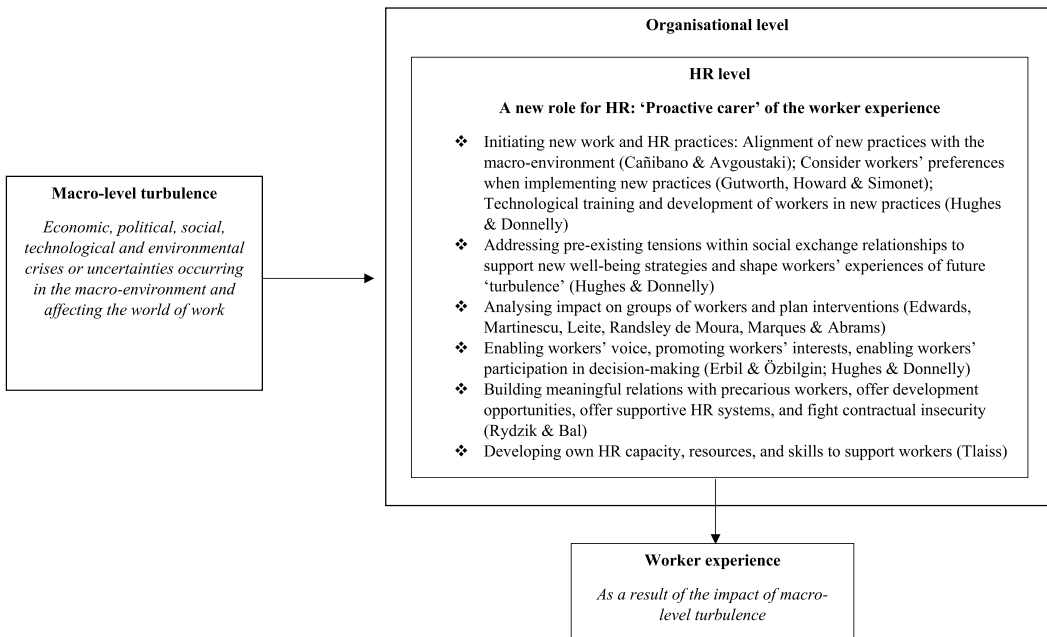 Organisational level
HR level
A new role for HR: ‘Proactive carer’ of the worker experience
❖ Initiating new work and HR practices: Alignment of new practices with the
macro-environment (Cañibano & Avgoustaki); Consider workers’ preferences
when implementing new practices (Gutworth, Howard & Simonet);
Technological training and development of workers in new practices (Hughes
& Donnelly)
❖ Addressing pre-existing tensions within social exchange relationships to
support new well-being strategies and shape workers’ experiences of future
‘turbulence’ (Hughes & Donnelly)
❖ Analysing impact on groups of workers and plan interventions (Edwards,
Martinescu, Leite, Randsley de Moura, Marques & Abrams)
❖ Enabling workers’ voice, promoting workers’ interests, enabling workers’
participation in decision-making (Erbil & Özbilgin; Hughes & Donnelly)
❖ Building meaningful relations with precarious workers, offer development
opportunities, offer supportive HR systems, and fight contractual insecurity
(Rydzik & Bal)
❖ Developing own HR capacity, resources, and skills to support workers (Tlaiss)
Macro-level turbulence
Economic, political, social,
technological and environmental
crises or uncertainties occurring
in the macro-environment and
affecting the world of work
Worker experience
As a result of the impact of macro-
level turbulence